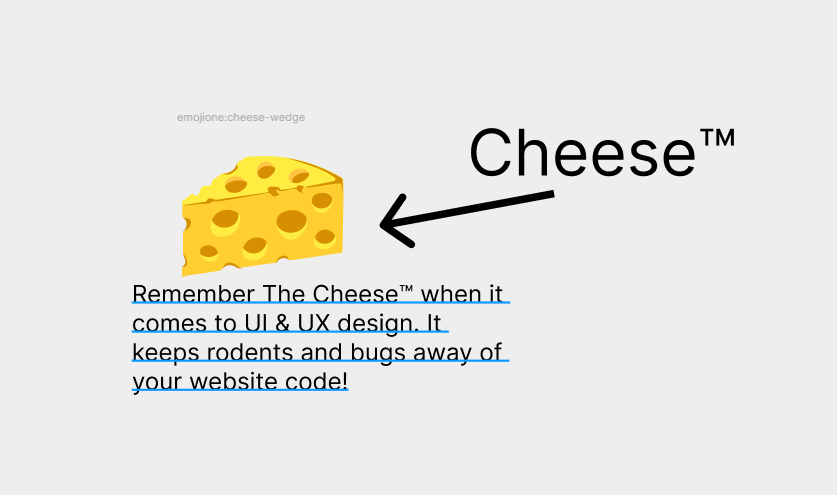 emojione:cheese-wedge
Cheese™
Remember The Cheese™ when it
comes to UI & UX design. It
keeps rodents and bugs away of
your website code!